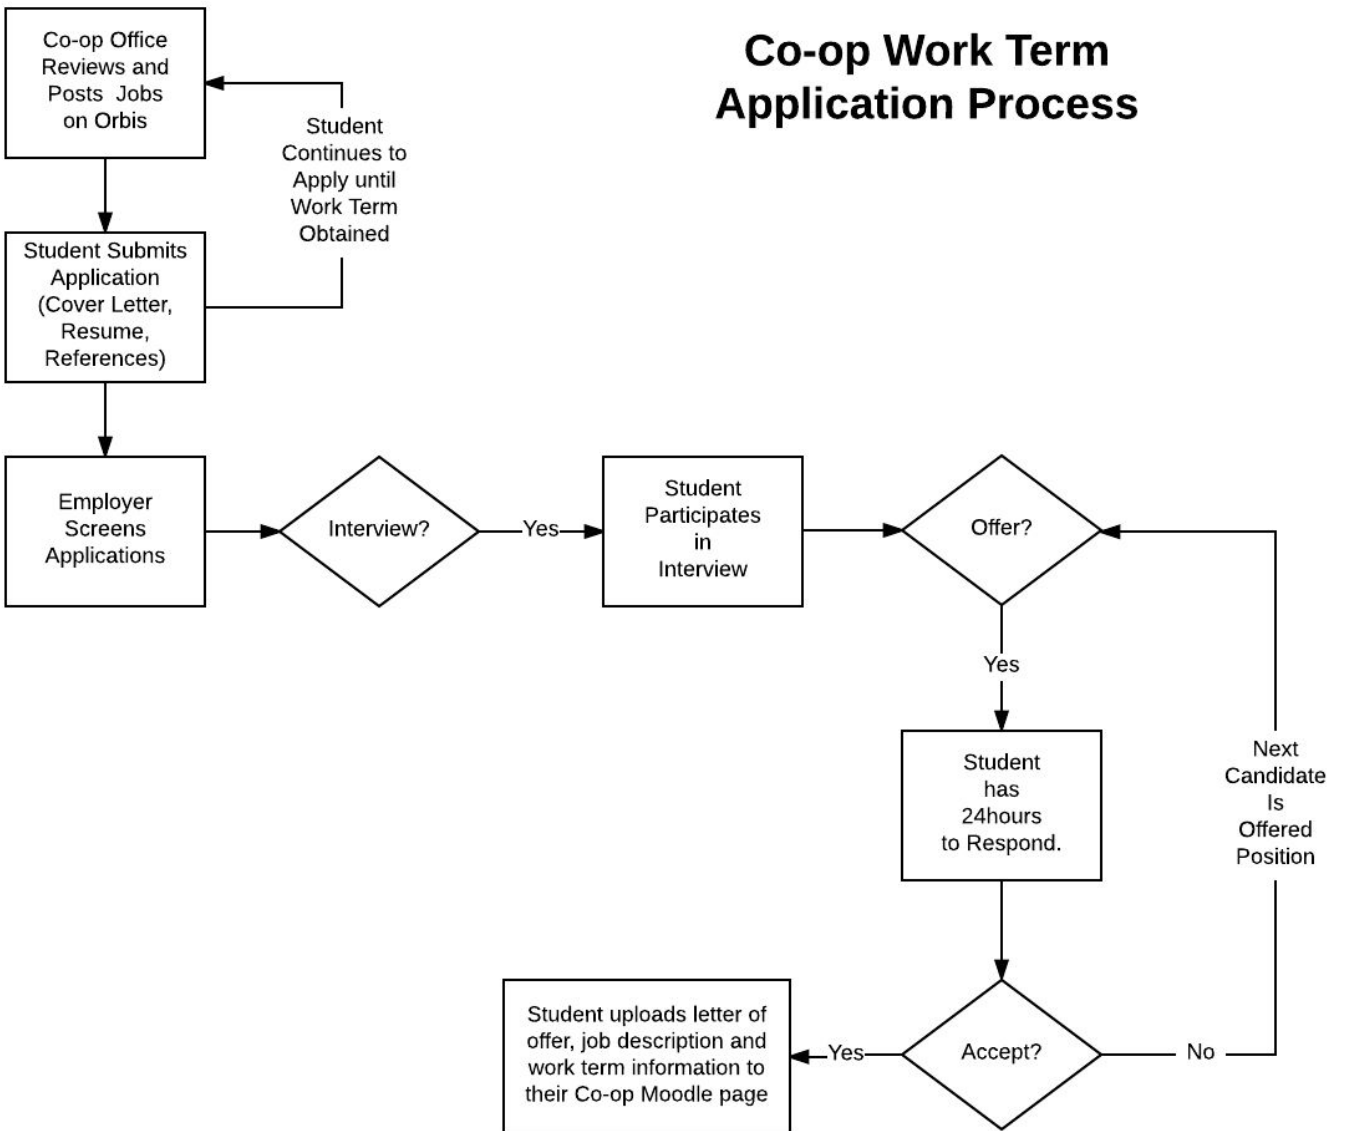 Co-op Work Term
Application Process
Co-op Office
Reviews and
Posts Jobs
on Orbis
Student
Continues to
Apply until
Work Term
Obtained
Student Submits
Application
(Cover Letter,
Resume,
References)
Employer
Screens
Applications
Interview?
Yes
Student
Participates
in
Interview
Offer?
Yes
Student
has
24hours
to Respond.
Next
Candidate
Is
Offered
Position
Accept?
No
Yes
Student uploads letter of
offer, job description and
work term information to
their Co-op Moodle page